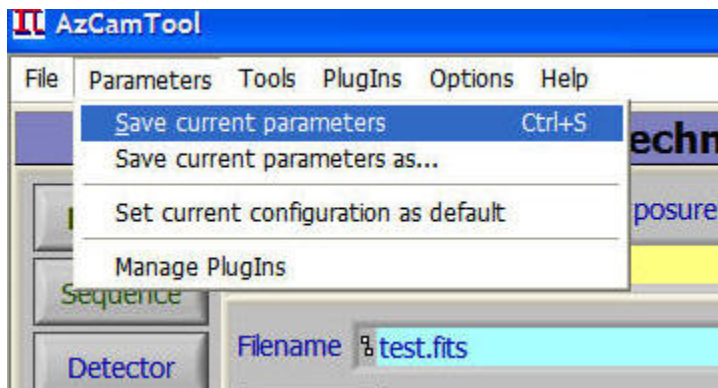 AzCamTool
File Parameters Tools PlugIns Options Help
Save current parameters Ctrl+S
Save current parameters as...
Set current configuration as default
Manage PlugIns
Sequence
Filename test.fits
Detector